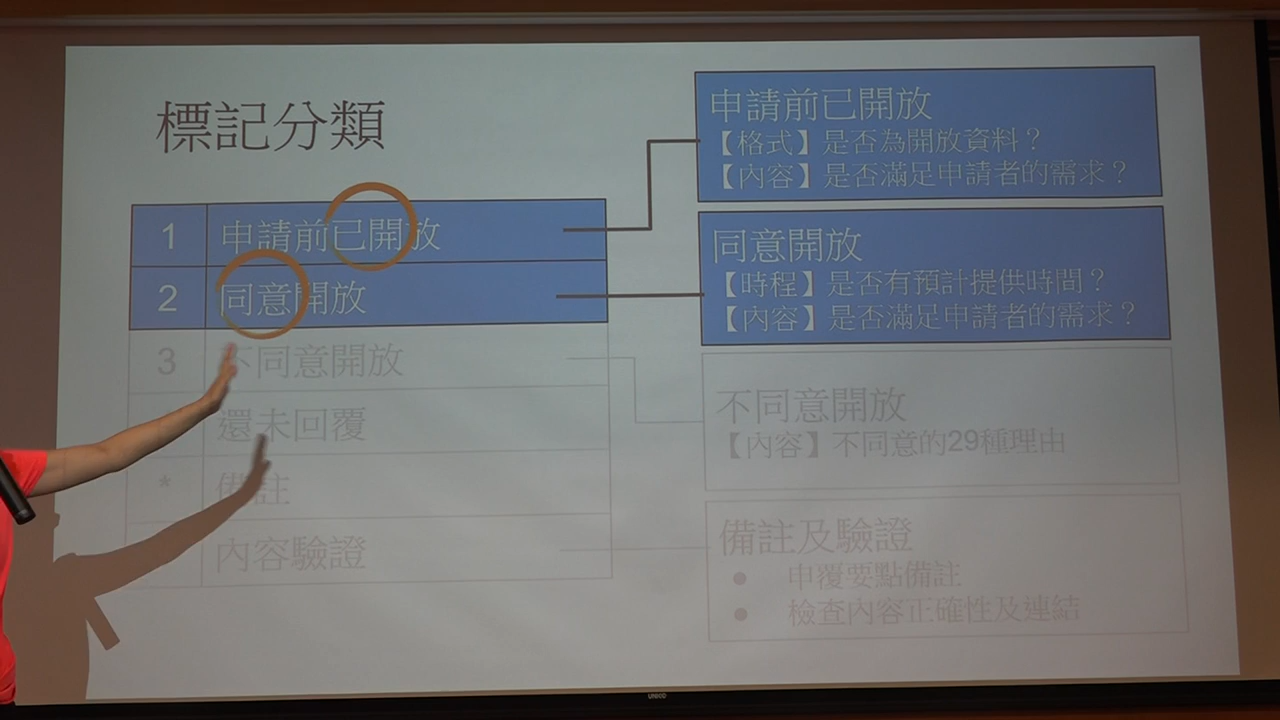 標記分類
1 申請前已開放
2 同意開放
3 不同意開放
還未回覆
* 備註
內容驗證
申請前已開放
【格式】是否為開放資料？
【內容】是否滿足申請者的需求？
同意開放
【時程】是否有預計提供時間？
【內容】是否滿足申請者的需求？
不同意開放
【內容】不同意的29種理由
備註及驗證
● 申覆要點備註
● 檢查內容正確性及連結